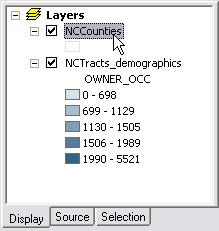 Layers
NCCounties
NCTracts_demographics
OWNER_OCC
0 - 698
699 - 1129
1130 - 1505
1506 - 1989
1990 - 5521
Display Source Selection